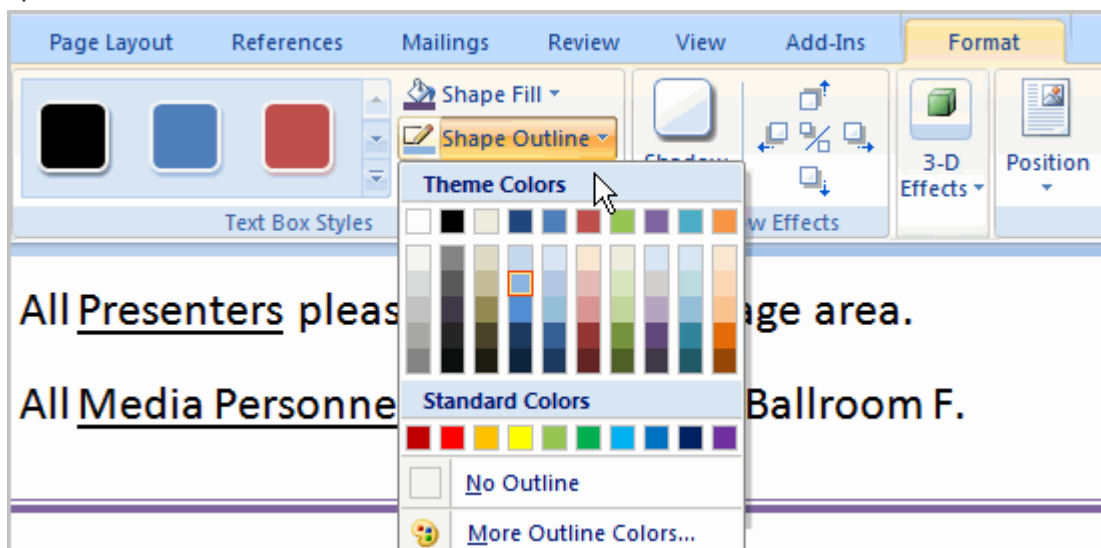 Page Layout References Mailings Review View Add-Ins Format
Shape Fill
Shape Outline
3-D
Effects
Position
Text Box Styles
w Effects
Theme Colors
All Presenters pleas age area.
All Media Personne Ballroom F.
Standard Colors
No Outline
More Outline Colors...